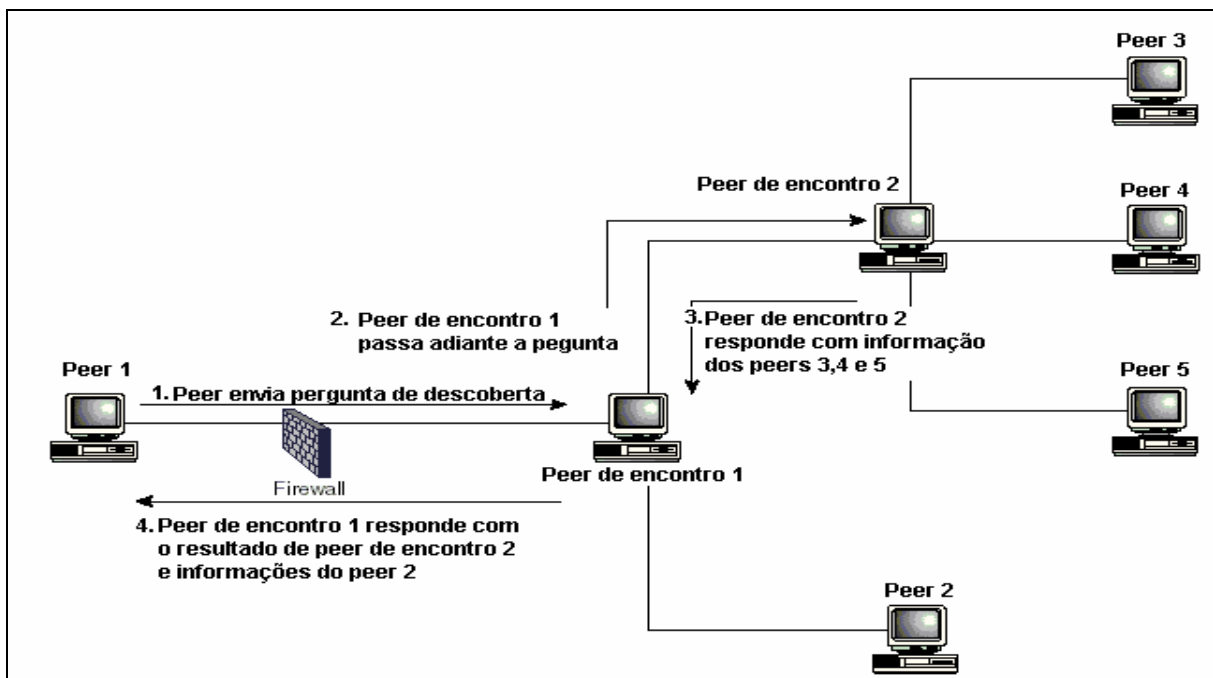 Peer 3
Peer de encontro 2
Peer 4
2. Peer de encontro 1
passa adiante a pegunta
3. Peer de encontro 2
responde com informação
dos peers 3,4 e 5
Peer 1
1. Peer envia pergunta de descoberta
Peer 5
Peer de encontro 1
Firewall
4. Peer de encontro 1 responde com
o resultado de peer de encontro 2
e informações do peer 2
Peer 2